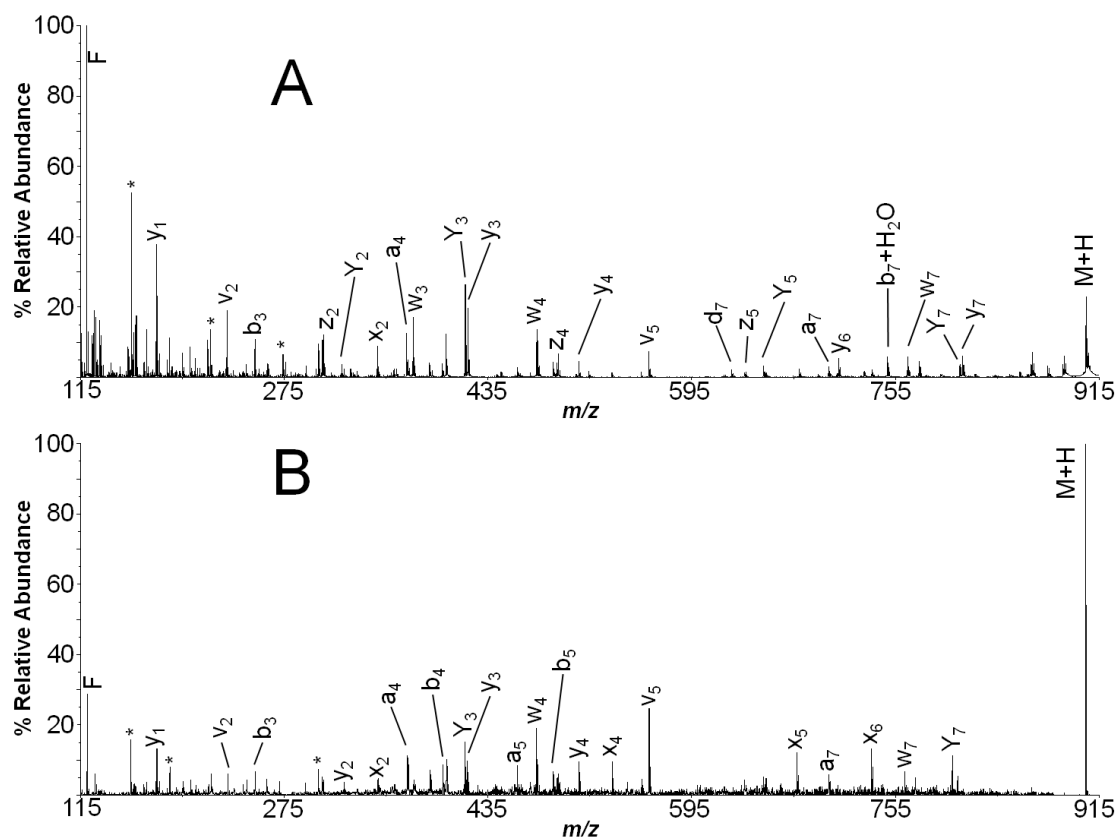 A
% Relative Abundance
100
80
60
40
20
F
*
y₁
*
v₂
b₃
*
z₂
Y₂
x₂
a₄
w₃
Y₃
y₃
w₄
z₄
y₄
v₅
d₇
z₅
Y₅
a₇
y₆
b₇+H₂O
w₇
Y₇
y₇
M+H
115
275
435
595
755
915
m/z
B
% Relative Abundance
100
80
60
40
20
F
*
y₁
*
v₂
b₃
*
y₂
x₂
a₄
b₄
Y₃
y₃
a₅
w₄
b₅
y₄
x₄
v₅
x₅
a₇
x₆
w₇
Y₇
M+H
115
275
435
595
755
915
m/z